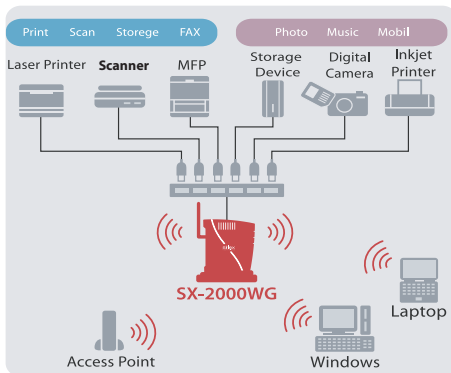 Print Scan Storege FAX
Photo Music Mobil
Laser Printer
Scanner
MFP
Storage
Device
Digital
Camera
Inkjet
Printer
SX-2000WG
Laptop
Access Point
Windows